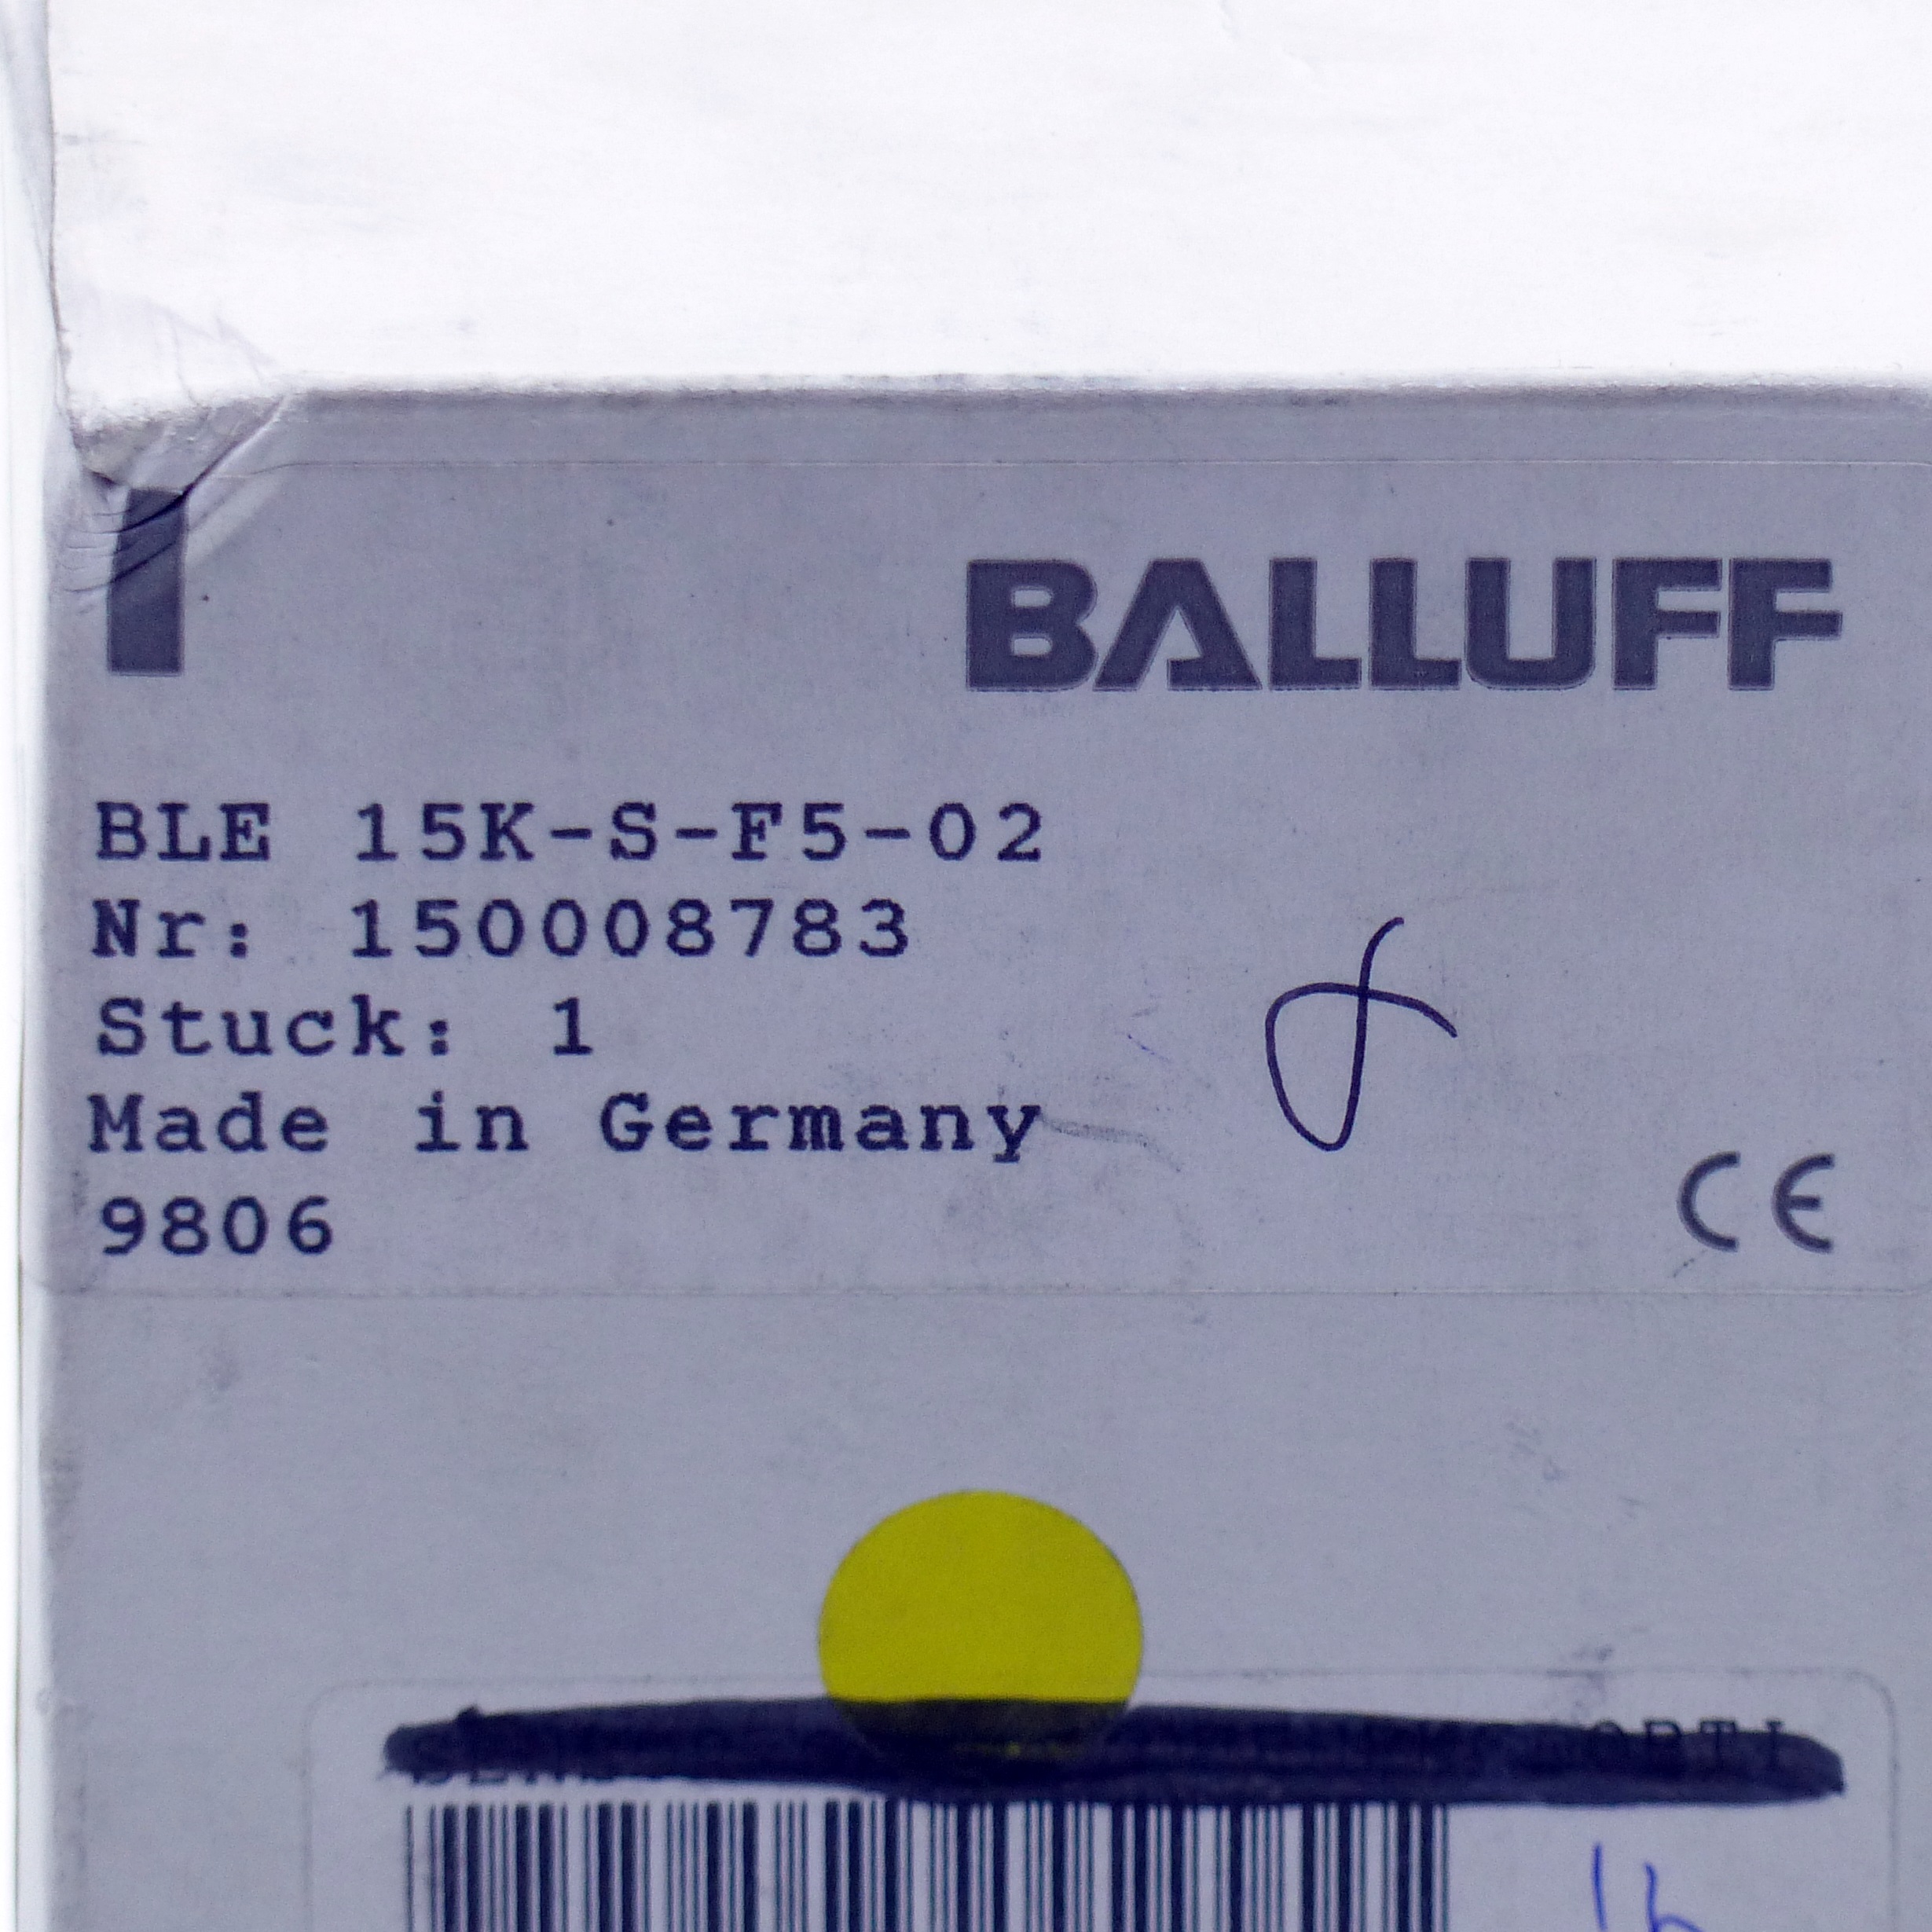 BALLUFF
BLE 15K-S-F5-02
Nr: 150008783
Stuck: 1
Made in Germany
9806
CE